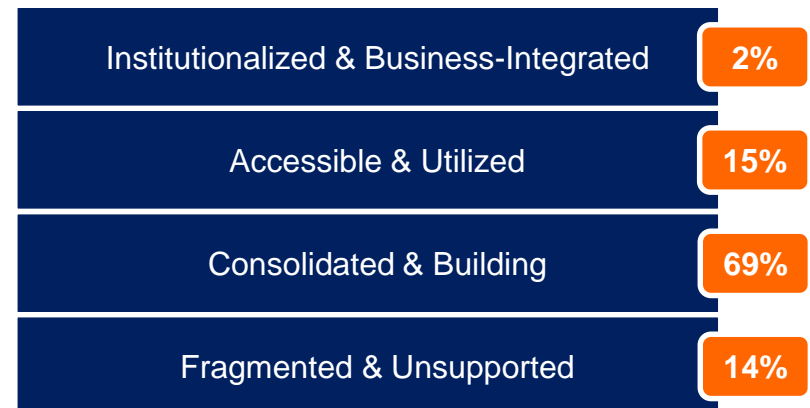 Institutionalized & Business-Integrated 2%
Accessible & Utilized 15%
Consolidated & Building 69%
Fragmented & Unsupported 14%